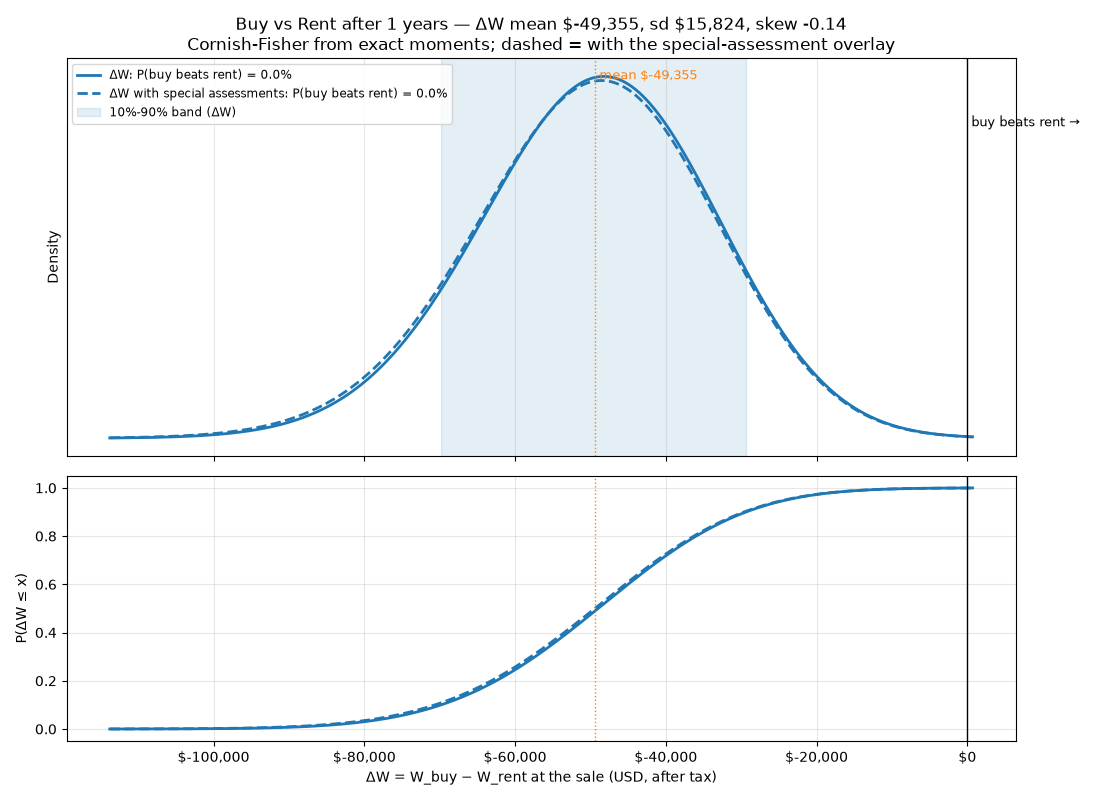 Buy vs Rent after 1 years — ΔW mean $-49,355, sd $15,824, skew -0.14
Cornish-Fisher from exact moments; dashed = with the special-assessment overlay
ΔW: P(buy beats rent) = 0.0%
ΔW with special assessments: P(buy beats rent) = 0.0%
10%-90% band (ΔW)
mean $-49,355
buy beats rent →
Density
1.0
0.8
0.6
0.4
0.2
0.0
P(ΔW ≤ x)
$-100,000
$-80,000
$-60,000
$-40,000
$-20,000
$0
ΔW = W_buy − W_rent at the sale (USD, after tax)